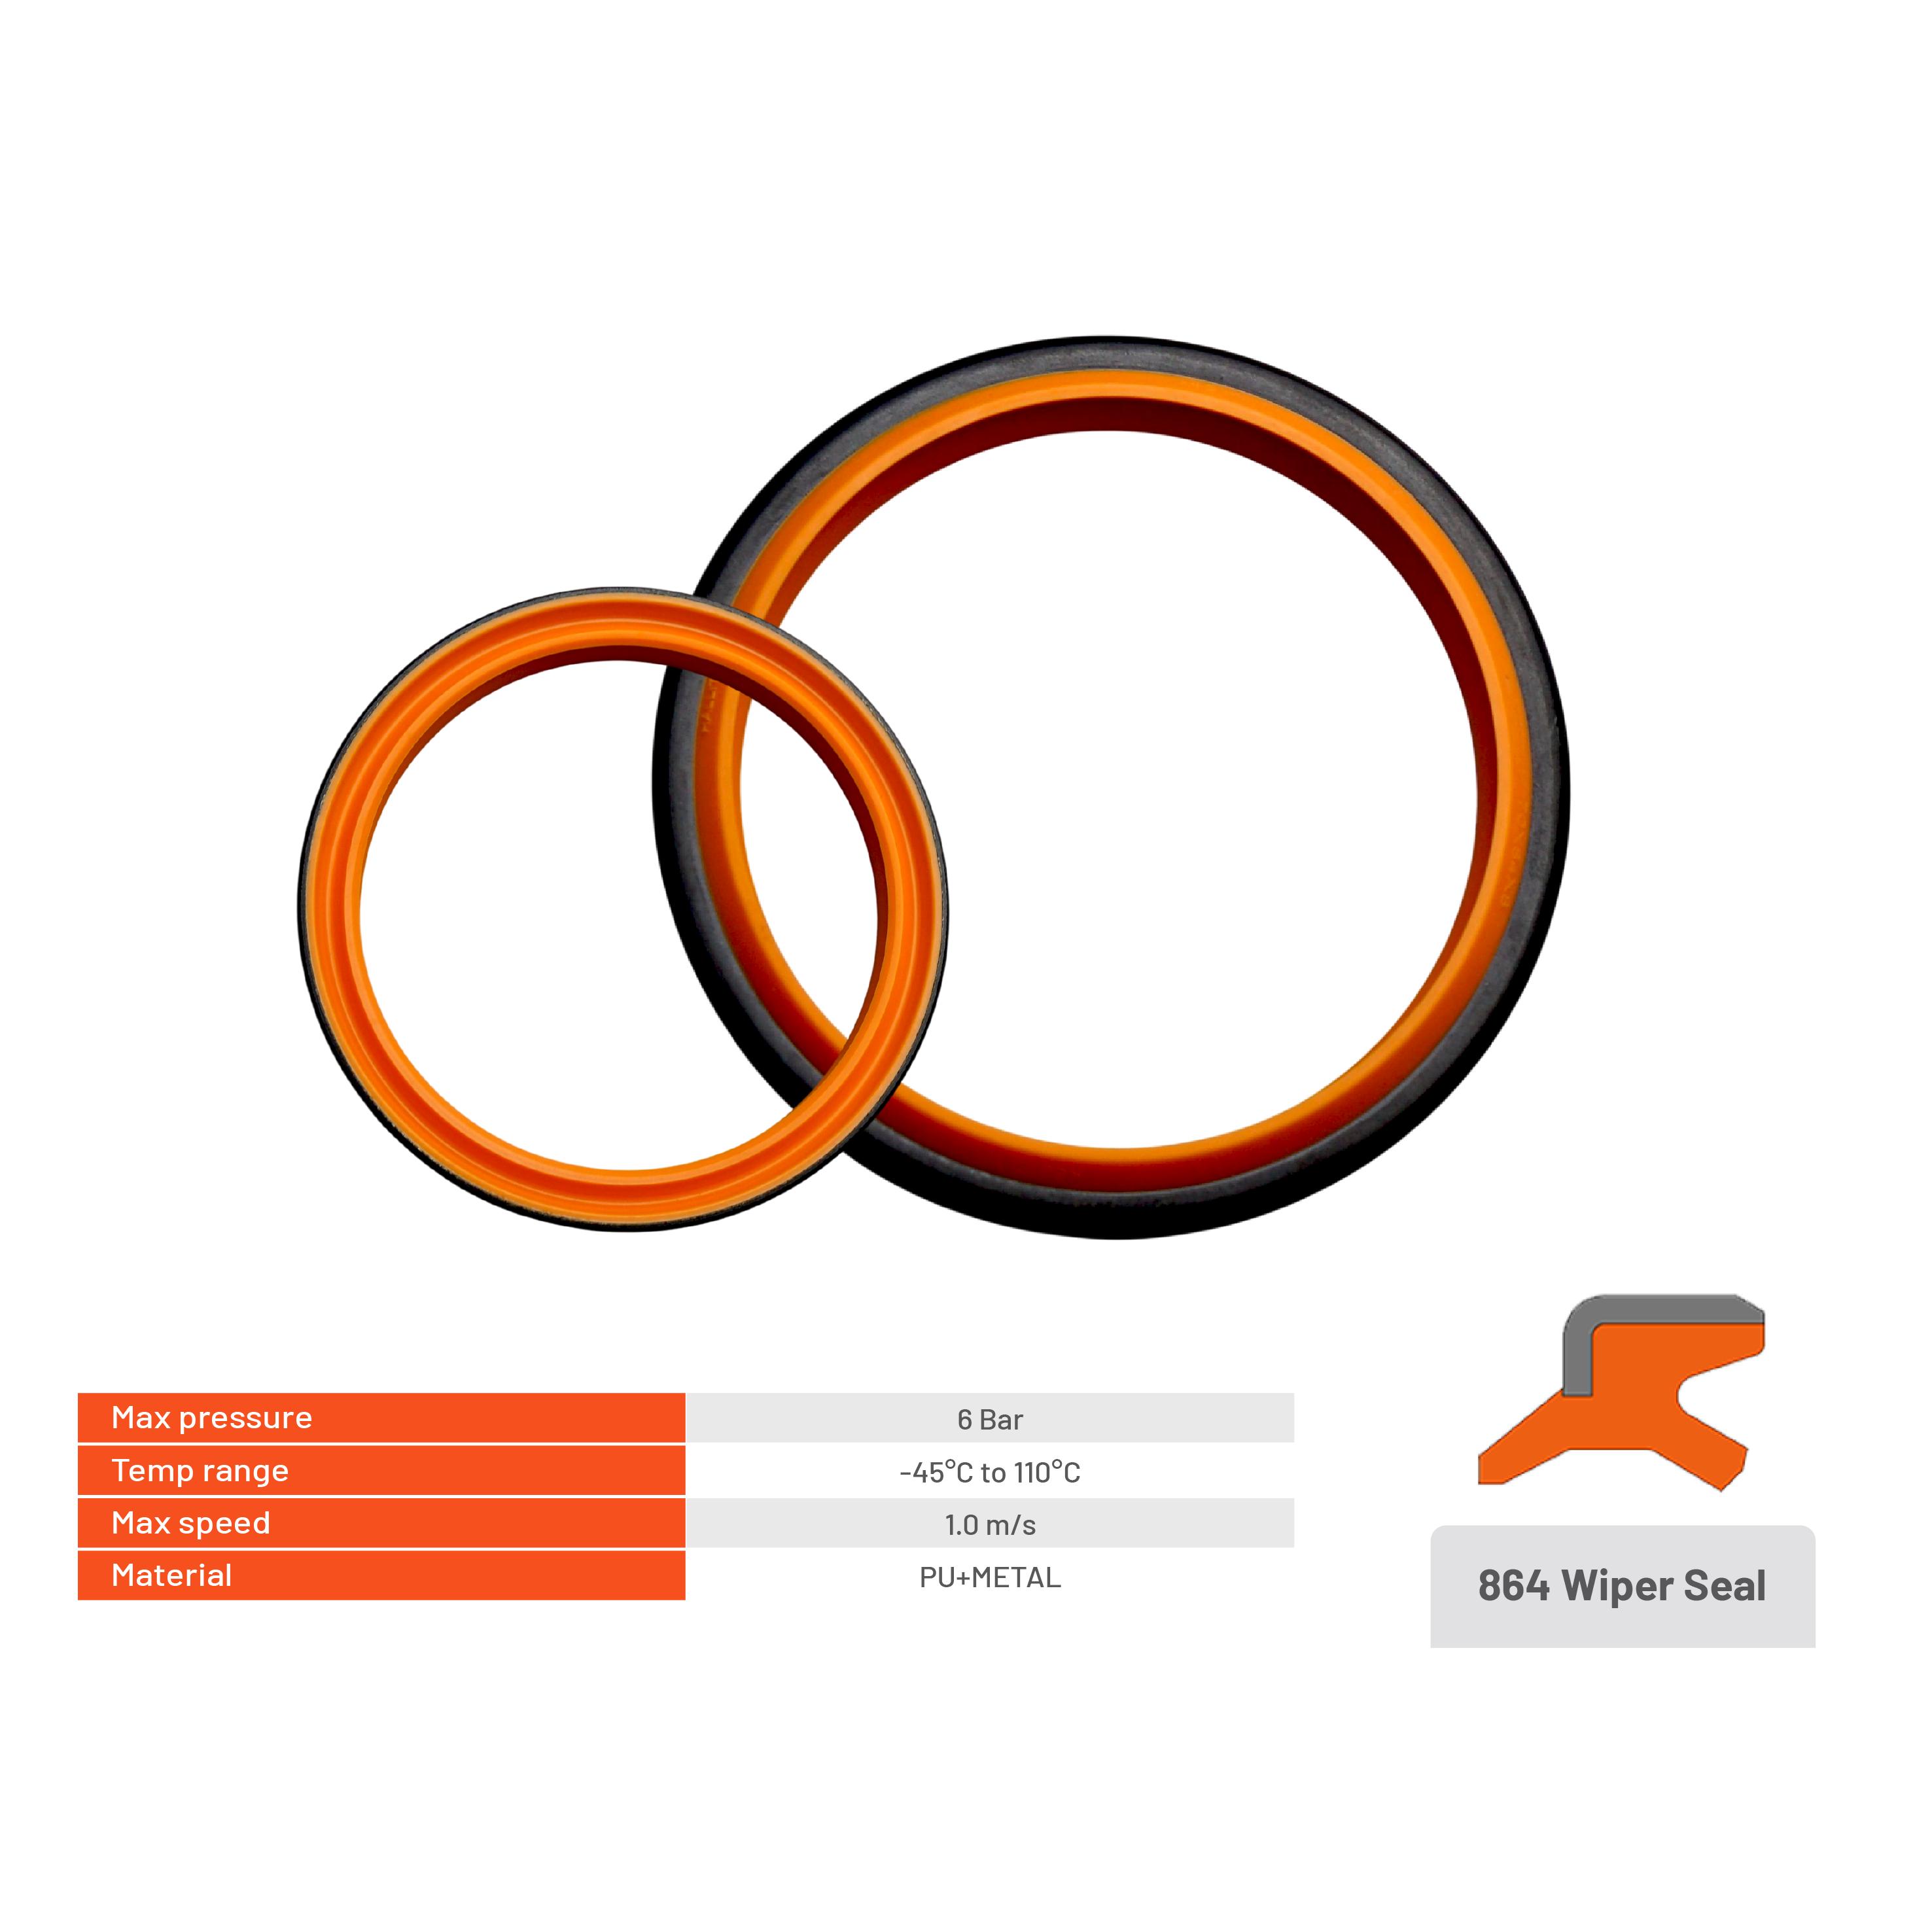 Max pressure 6 Bar
Temp range -45°C to 110°C
Max speed 1.0 m/s
Material PU+METAL
864 Wiper Seal